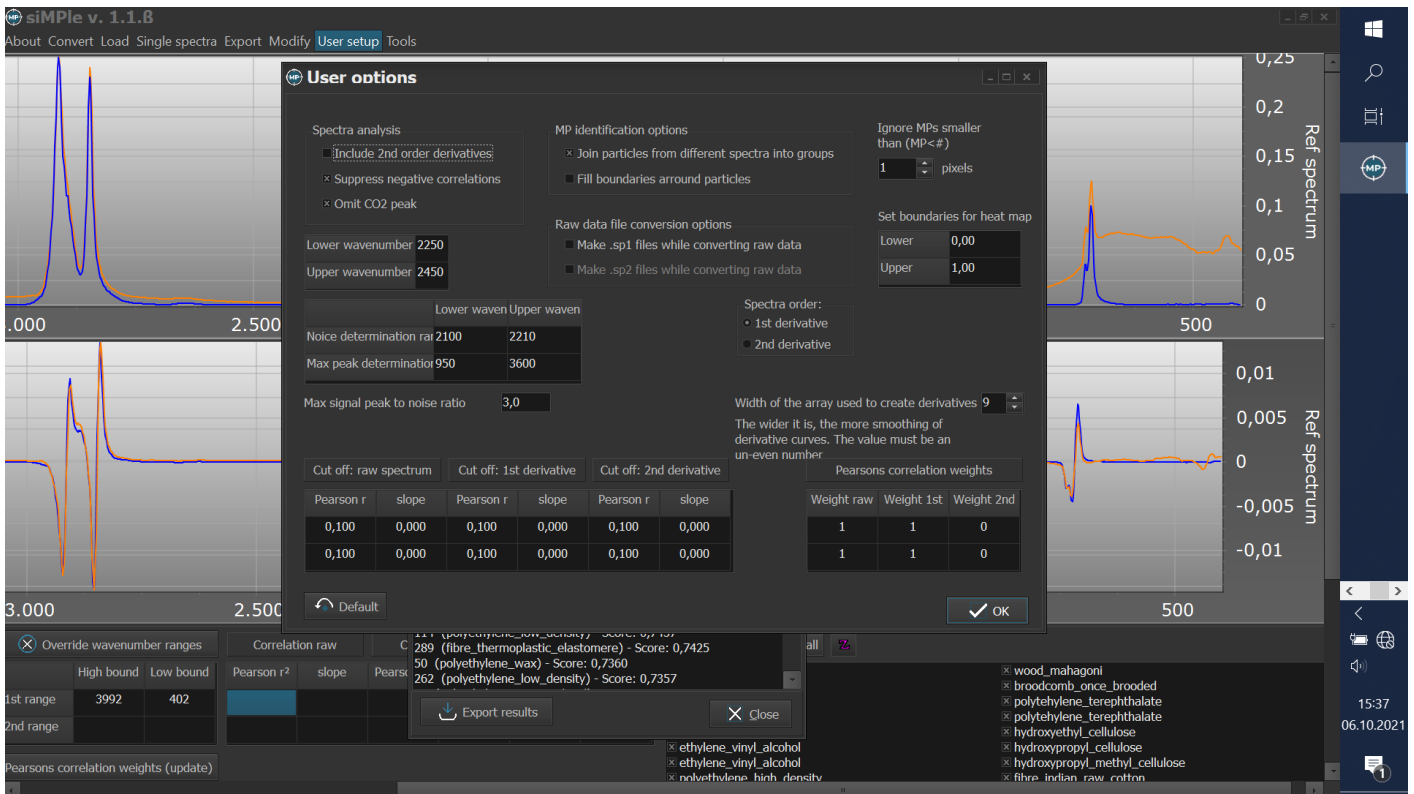 siMPle v. 1.1.ß
About Convert Load Single spectra Export Modify User setup Tools
User options
Spectra analysis
Include 2nd order derivatives
Suppress negative correlations
Omit CO2 peak
Lower wavenumber 2250
Upper wavenumber 2450
MP identification options
Join particles from different spectra into groups
Fill boundaries arround particles
Raw data file conversion options
Make .sp1 files while converting raw data
Make .sp2 files while converting raw data
Ignore MPs smaller
than (MP<#)
1 pixels
Set boundaries for heat map
Lower 0,00
Upper 1,00
Lower waven Upper waven
Noice determination rar 2100 2210
Max peak determination 950 3600
Spectra order:
1st derivative
2nd derivative
Max signal peak to noise ratio 3,0
Width of the array used to create derivatives 9
The wider it is, the more smoothing of
derivative curves. The value must be an
un-even number
Cut off: raw spectrum Cut off: 1st derivative Cut off: 2nd derivative
Pearson r slope Pearson r slope Pearson r slope
0,100 0,000 0,100 0,000 0,100 0,000
0,100 0,000 0,100 0,000 0,100 0,000
Pearsons correlation weights
Weight raw Weight 1st Weight 2nd
1 1 0
1 1 0
Default
OK
0,25
0,2
0,15
0,1
0,05
0
Ref spectrum
.000 2.500 500
0,01
0,005
0
-0,005
-0,01
Ref spectrum
3.000 2.500 500
Override wavenumber ranges
High bound Low bound
1st range 3992 402
2nd range
Pearsons correlation weights (update)
Correlation raw C
Pearson r² slope Pears
(polyethylene_low_density) - Score: 0,7437
289 (fibre_thermoplastic_elastomere) - Score: 0,7425
50 (polyethylene_wax) - Score: 0,7360
262 (polyethylene_low_density) - Score: 0,7357
Export results
Close
all
ethylene_vinyl_alcohol
ethylene_vinyl_alcohol
polyethylene_high_density
wood_mahagoni
broodcomb_once_brooded
polytehylene_terephthalate
polytehylene_terephthalate
hydroxyethyl_cellulose
hydroxypropyl_cellulose
hydroxypropyl_methyl_cellulose
fibre_indian_raw_cotton
MP
15:37
06.10.2021
1